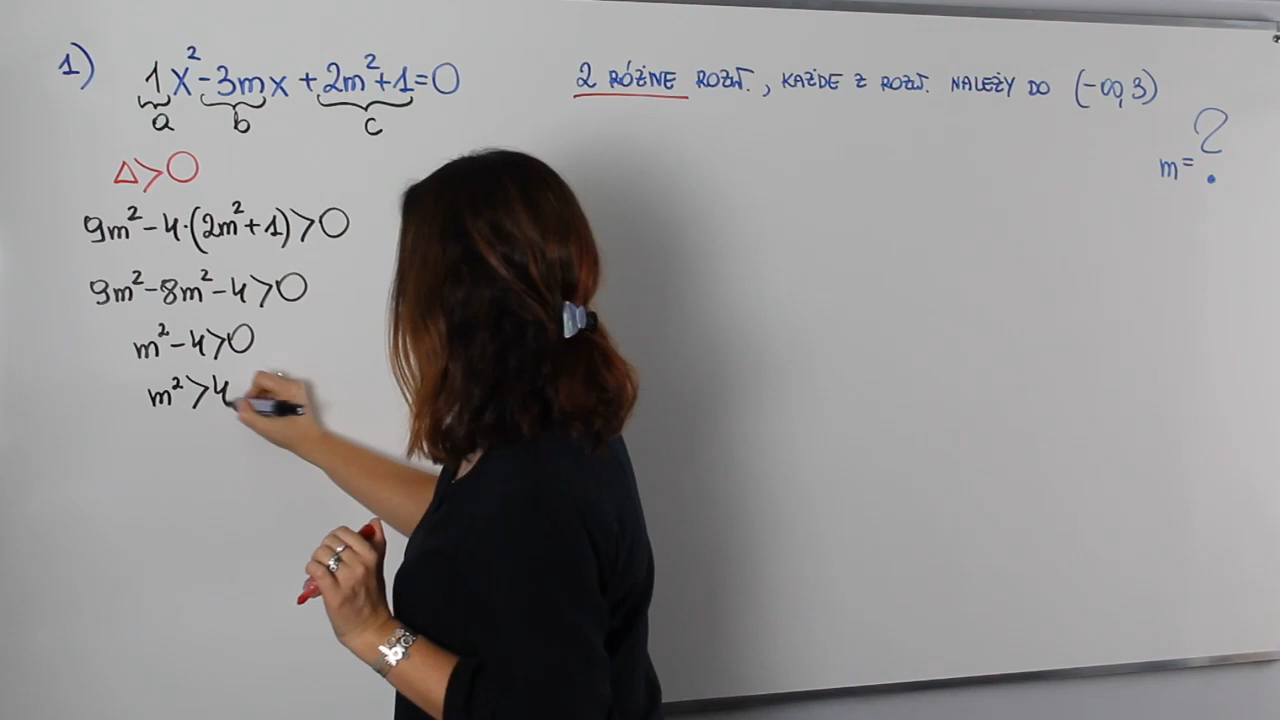 1) 1x² - 3mx + 2m² + 1 = 0
a b c
2 RÓŻNE ROZW., KAŻDE Z ROZW. NALEŻY DO (-∞, 3)
m = ?
Δ > 0
9m² - 4·(2m² + 1) > 0
9m² - 8m² - 4 > 0
m² - 4 > 0
m² > 4